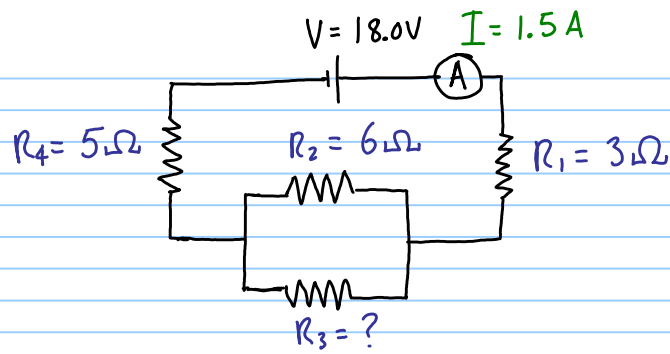 V = 18.0V
I = 1.5 A
A
R4 = 5Ω
R2 = 6Ω
R1 = 3Ω
R3 = ?